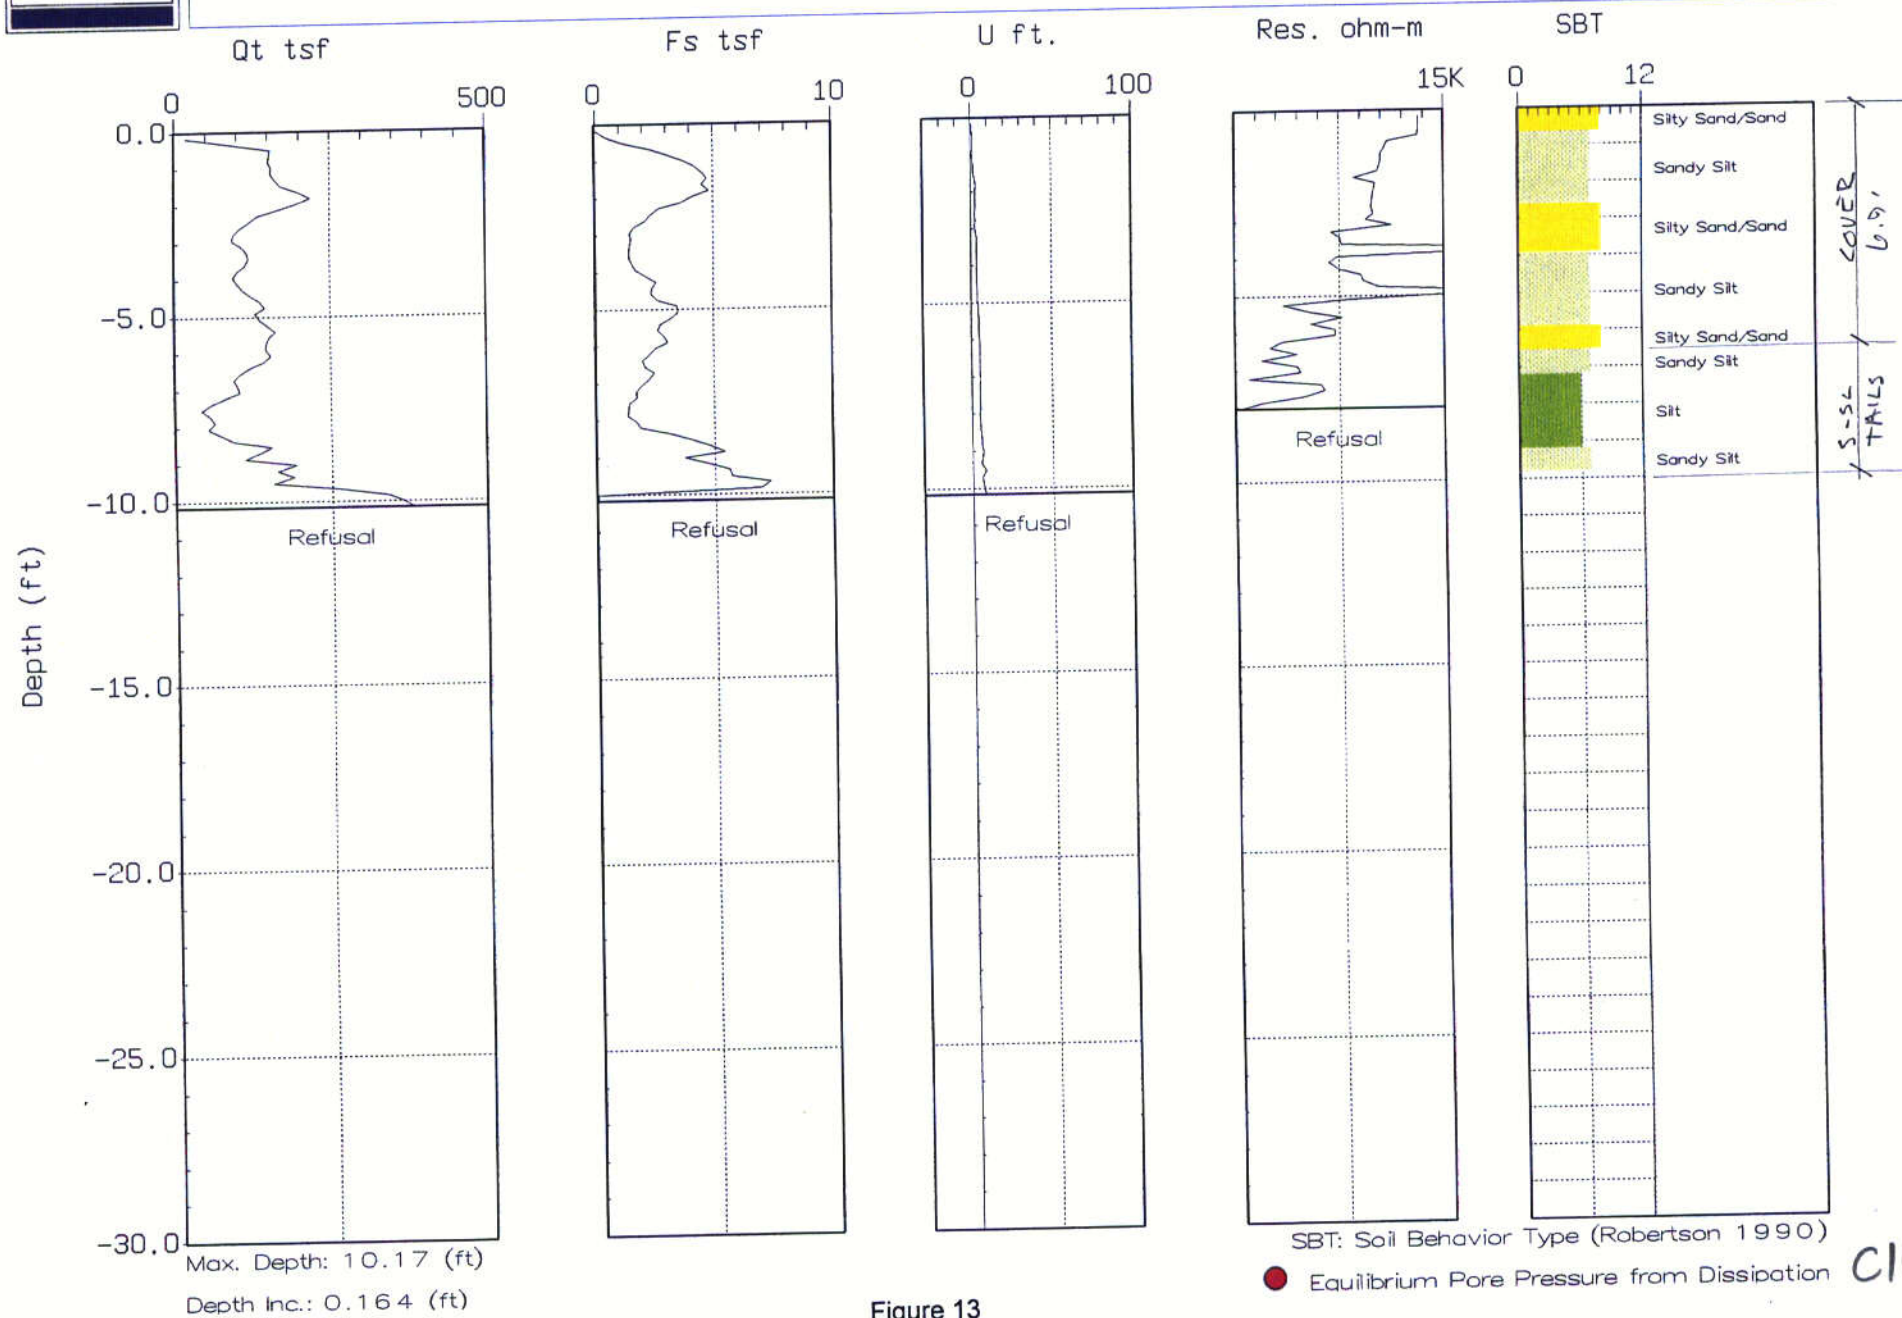 Qt tsf
Fs tsf
U ft.
Res. ohm-m
SBT
0 500
0 10
0 100
15K
0 12
0.0
-5.0
-10.0
-15.0
-20.0
-25.0
-30.0
Depth (ft)
Refusal
Refusal
Refusal
Refusal
Silty Sand/Sand
Sandy Silt
Silty Sand/Sand
Sandy Silt
Silty Sand/Sand
Sandy Silt
Silt
Sandy Silt
COVER
S-SL
TAILS
Max. Depth: 10.17 (ft)
Depth Inc.: 0.164 (ft)
Figure 13
SBT: Soil Behavior Type (Robertson 1990)
Equilibrium Pore Pressure from Dissipation